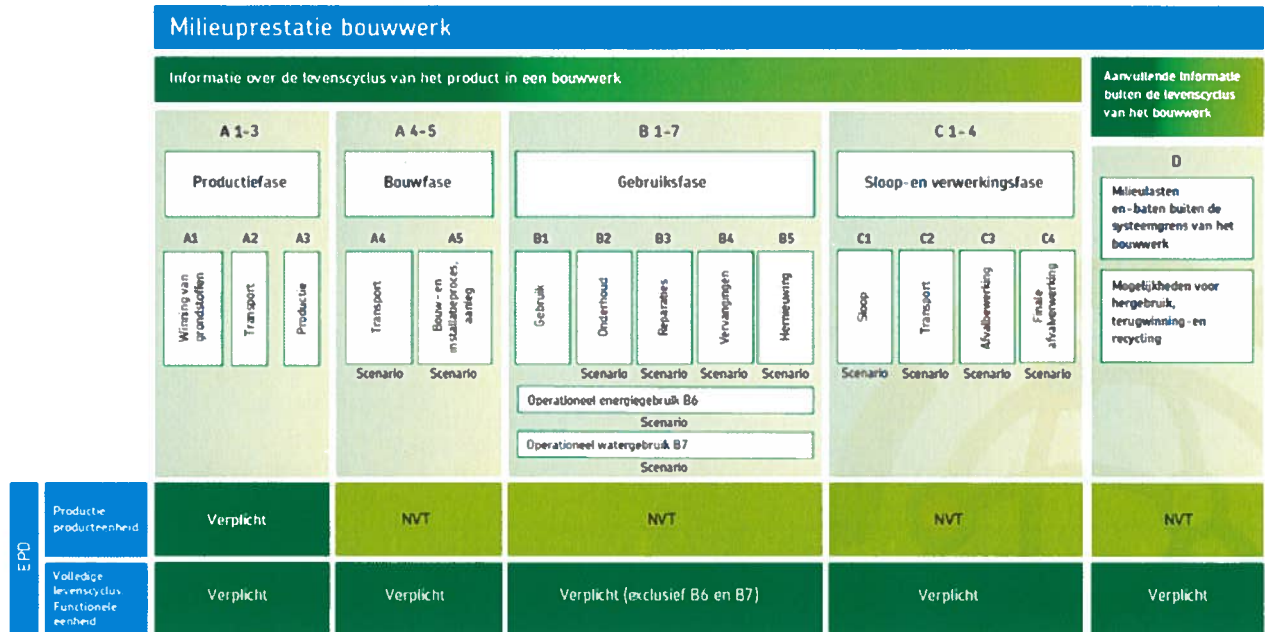 Milieuprestatie bouwwerk
Informatie over de levenscyclus van het product in een bouwwerk
Aanvullende informatie
buiten de levenscyclus
van het bouwwerk
A 1-3
A 4-5
B 1-7
C 1-4
D
Productiefase
Bouwfase
Gebruiksfase
Sloop-en verwerkingsfase
Milieulasten
en-baten buiten de
systeemgrens van het
bouwwerk
A1
A2
A3
A4
A5
B1
B2
B3
B4
B5
C1
C2
C3
C4
Winning van
grondstoffen
Transport
Productie
Transport
Bouw- en
installatieproces,
aanleg
Gebruik
Onderhoud
Reparaties
Vervangingen
Hernieuwing
Sloop
Transport
Afvalbewerking
Finale
afvalverwerking
Mogelijkheden voor
hergebruik,
terugwinning-en
recycling
Scenario
Scenario
Scenario
Scenario
Scenario
Scenario
Scenario
Scenario
Scenario
Scenario
Operationeel energiegebruik B6
Scenario
Operationeel watergebruik B7
Scenario
EPD
Productie
producteenheid
Verplicht
NVT
NVT
NVT
NVT
Volledige
levenscyclus
Functionele
eenheid
Verplicht
Verplicht
Verplicht (exclusief B6 en B7)
Verplicht
Verplicht